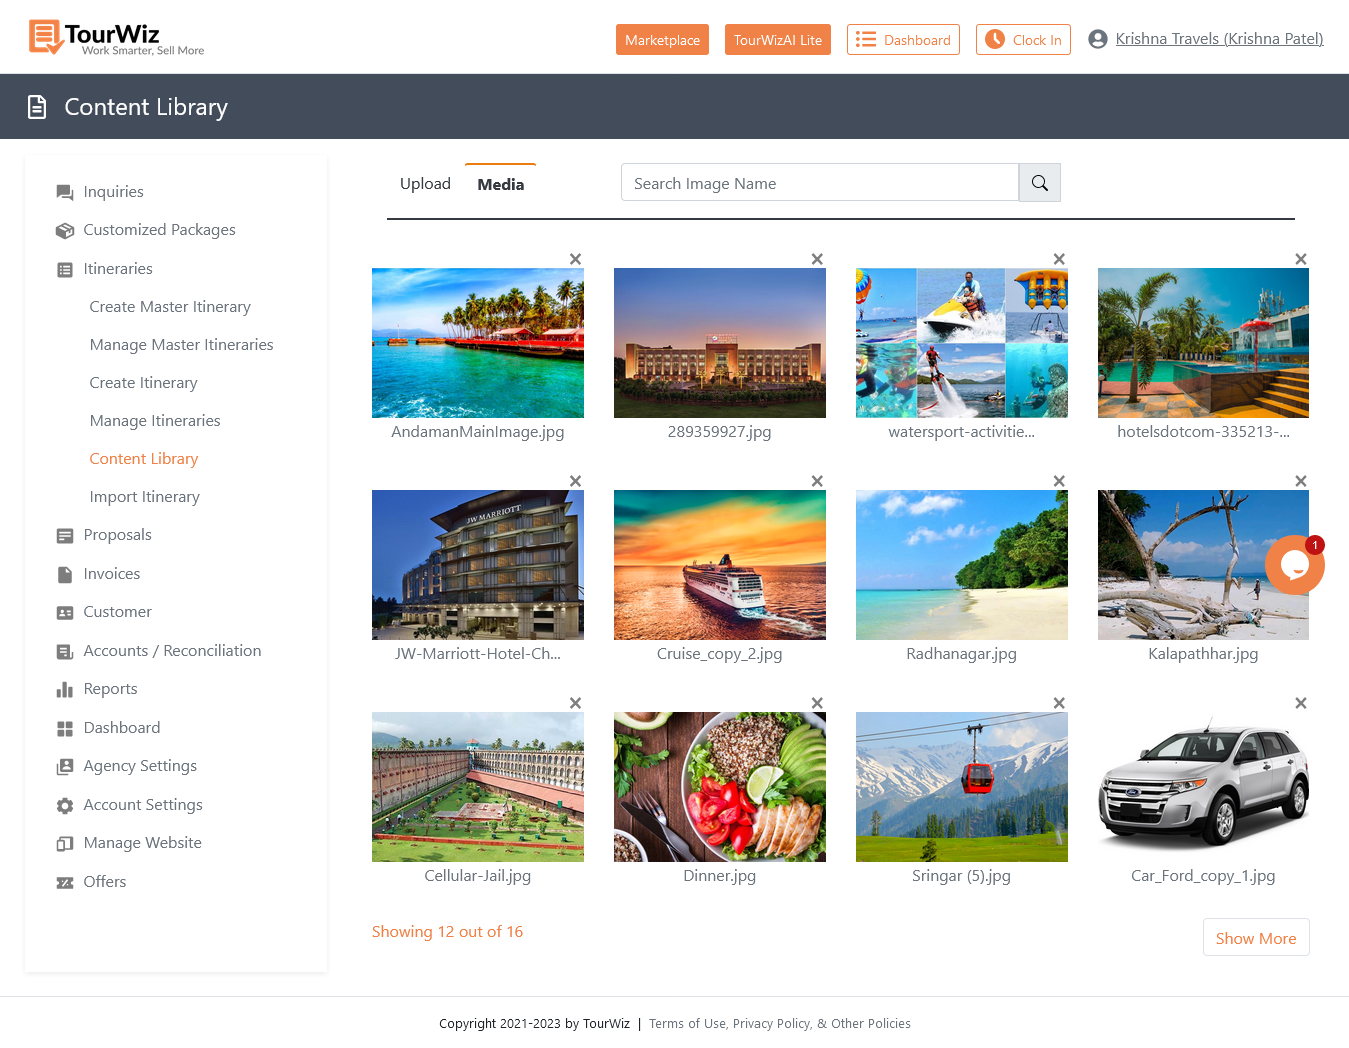 TourWiz
Work Smarter, Sell More
Marketplace
TourWizAI Lite
Dashboard
Clock In
Krishna Travels (Krishna Patel)
Content Library
Inquiries
Customized Packages
Itineraries
Create Master Itinerary
Manage Master Itineraries
Create Itinerary
Manage Itineraries
Content Library
Import Itinerary
Proposals
Invoices
Customer
Accounts / Reconciliation
Reports
Dashboard
Agency Settings
Account Settings
Manage Website
Offers
Upload
Media
Search Image Name
AndamanMainImage.jpg
289359927.jpg
watersport-activitie...
hotelsdotcom-335213-...
JW MARRIOTT
JW-Marriott-Hotel-Ch...
Cruise_copy_2.jpg
Radhanagar.jpg
Kalapathhar.jpg
1
Cellular-Jail.jpg
Dinner.jpg
Sringar (5).jpg
Car_Ford_copy_1.jpg
Showing 12 out of 16
Show More
Copyright 2021-2023 by TourWiz | Terms of Use, Privacy Policy, & Other Policies